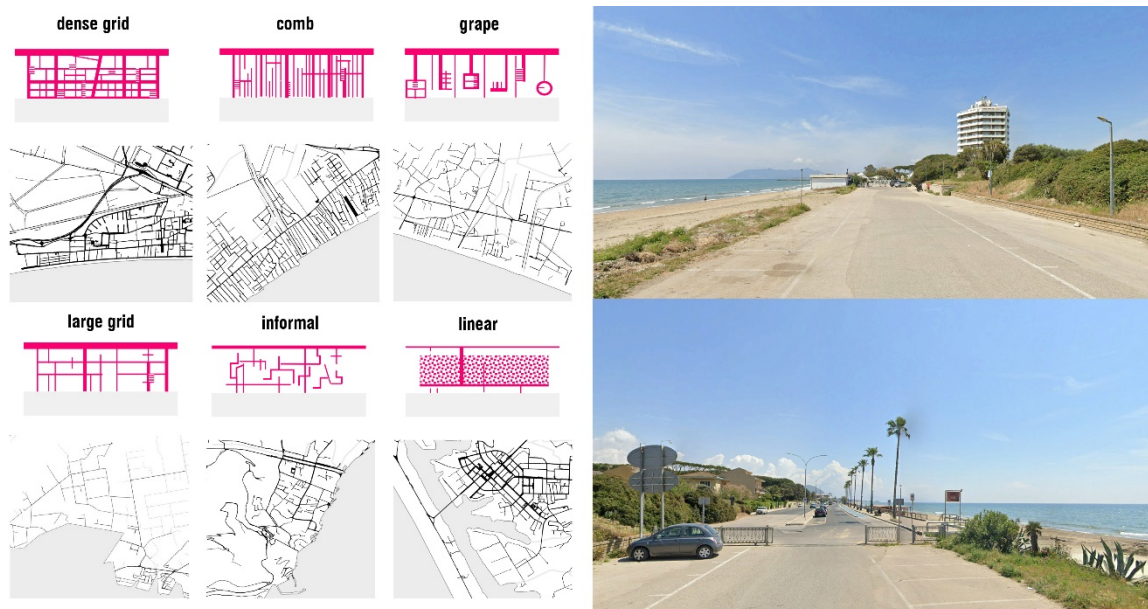 dense grid
comb
grape
large grid
informal
linear